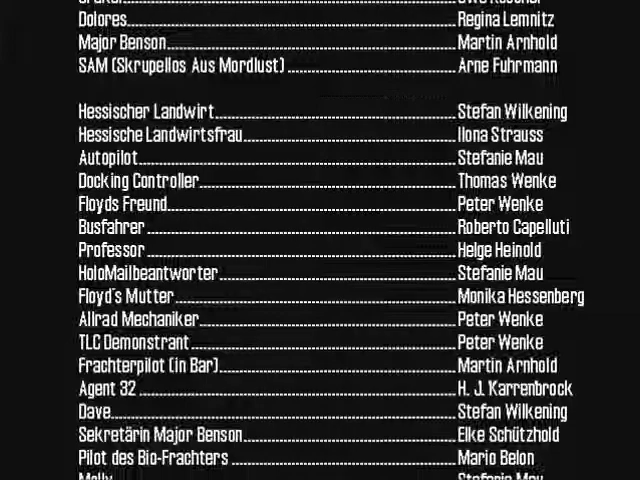 Dolores Regina Lemnitz
Major Benson Martin Arnhold
SAM (Skrupellos Aus Mordlust) Arne Fuhrmann
Hessischer Landwirt Stefan Wilkening
Hessische Landwirtsfrau Ilona Strauss
Autopilot Stefanie Mau
Docking Controller Thomas Wenke
Floyds Freund Peter Wenke
Busfahrer Roberto Capelluti
Professor Helge Heinold
HoloMailbeantworter Stefanie Mau
Floyd's Mutter Monika Hessenberg
Allrad Mechaniker Peter Wenke
TLC Demonstrant Peter Wenke
Frachterpilot (in Bar) Martin Arnhold
Agent 32 H. J. Karrenbrock
Dave Stefan Wilkening
Sekretärin Major Benson Elke Schützhold
Pilot des Bio-Frachters Mario Belon